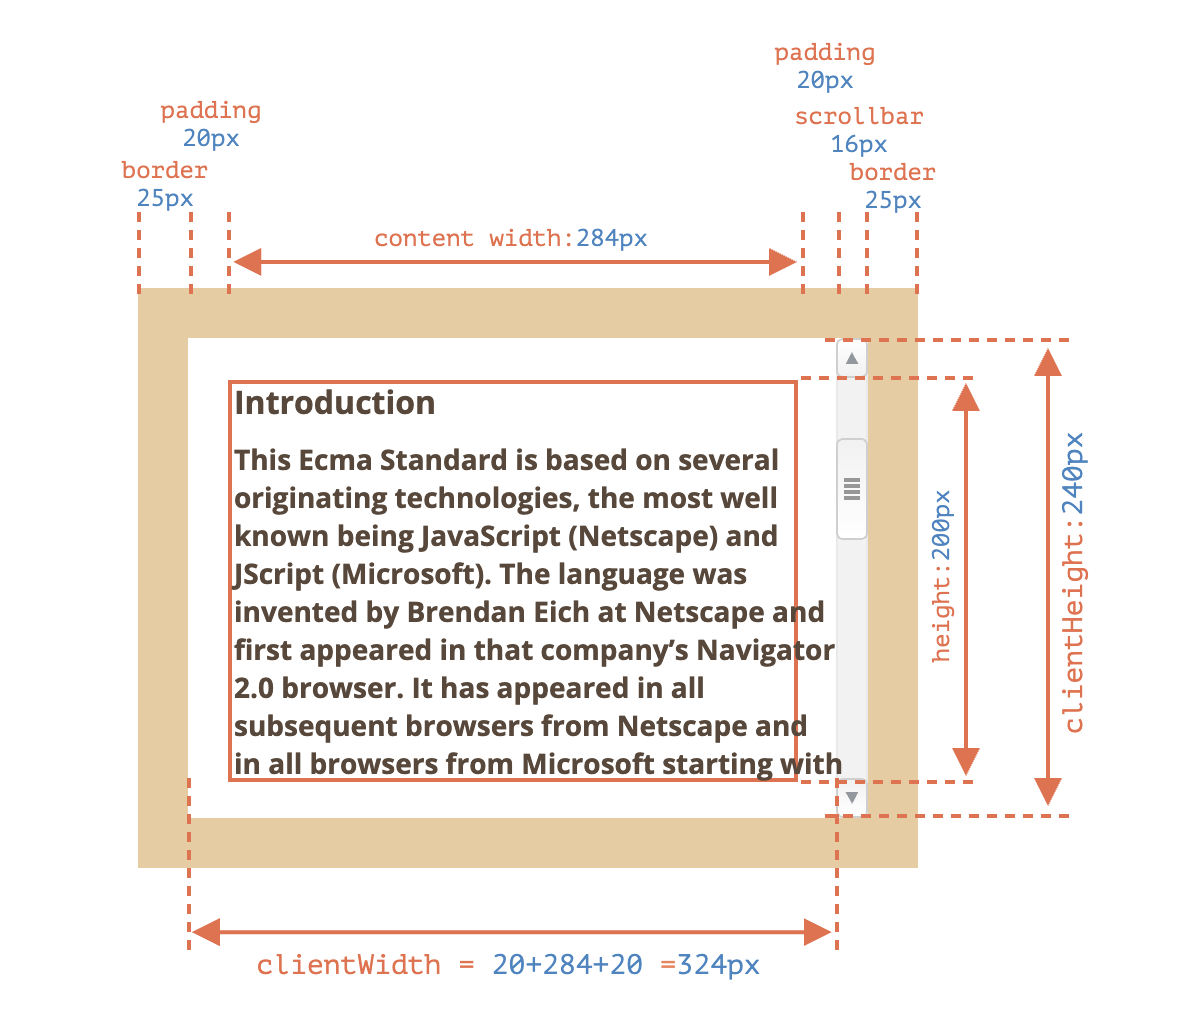 padding
20px
scrollbar
16px
border
25px
padding
20px
border
25px
content width:284px
Introduction
This Ecma Standard is based on several
originating technologies, the most well
known being JavaScript (Netscape) and
JScript (Microsoft). The language was
invented by Brendan Eich at Netscape and
first appeared in that company’s Navigator
2.0 browser. It has appeared in all
subsequent browsers from Netscape and
in all browsers from Microsoft starting with
height:200px
clientHeight:240px
clientWidth = 20+284+20 =324px